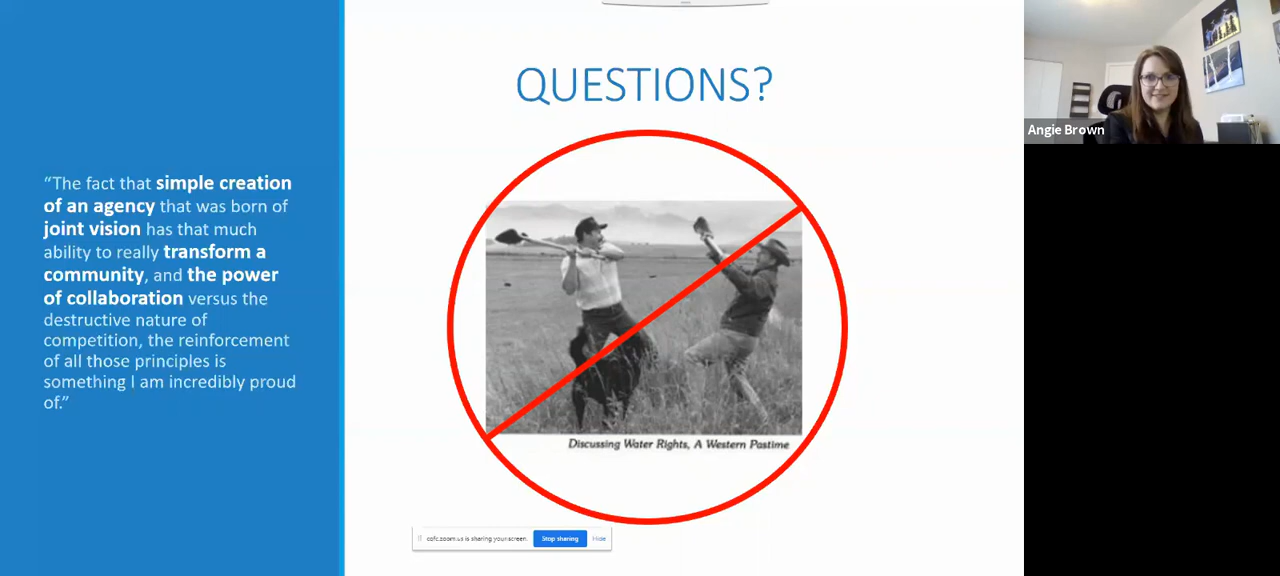 QUESTIONS?
"The fact that simple creation
of an agency that was born of
joint vision has that much
ability to really transform a
community, and the power
of collaboration versus the
destructive nature of
competition, the reinforcement
of all those principles is
something I am incredibly proud
of."
Discussing Water Rights, A Western Pastime
cofc.zoom.us is sharing your screen.
Stop sharing
Hide
Angie Brown